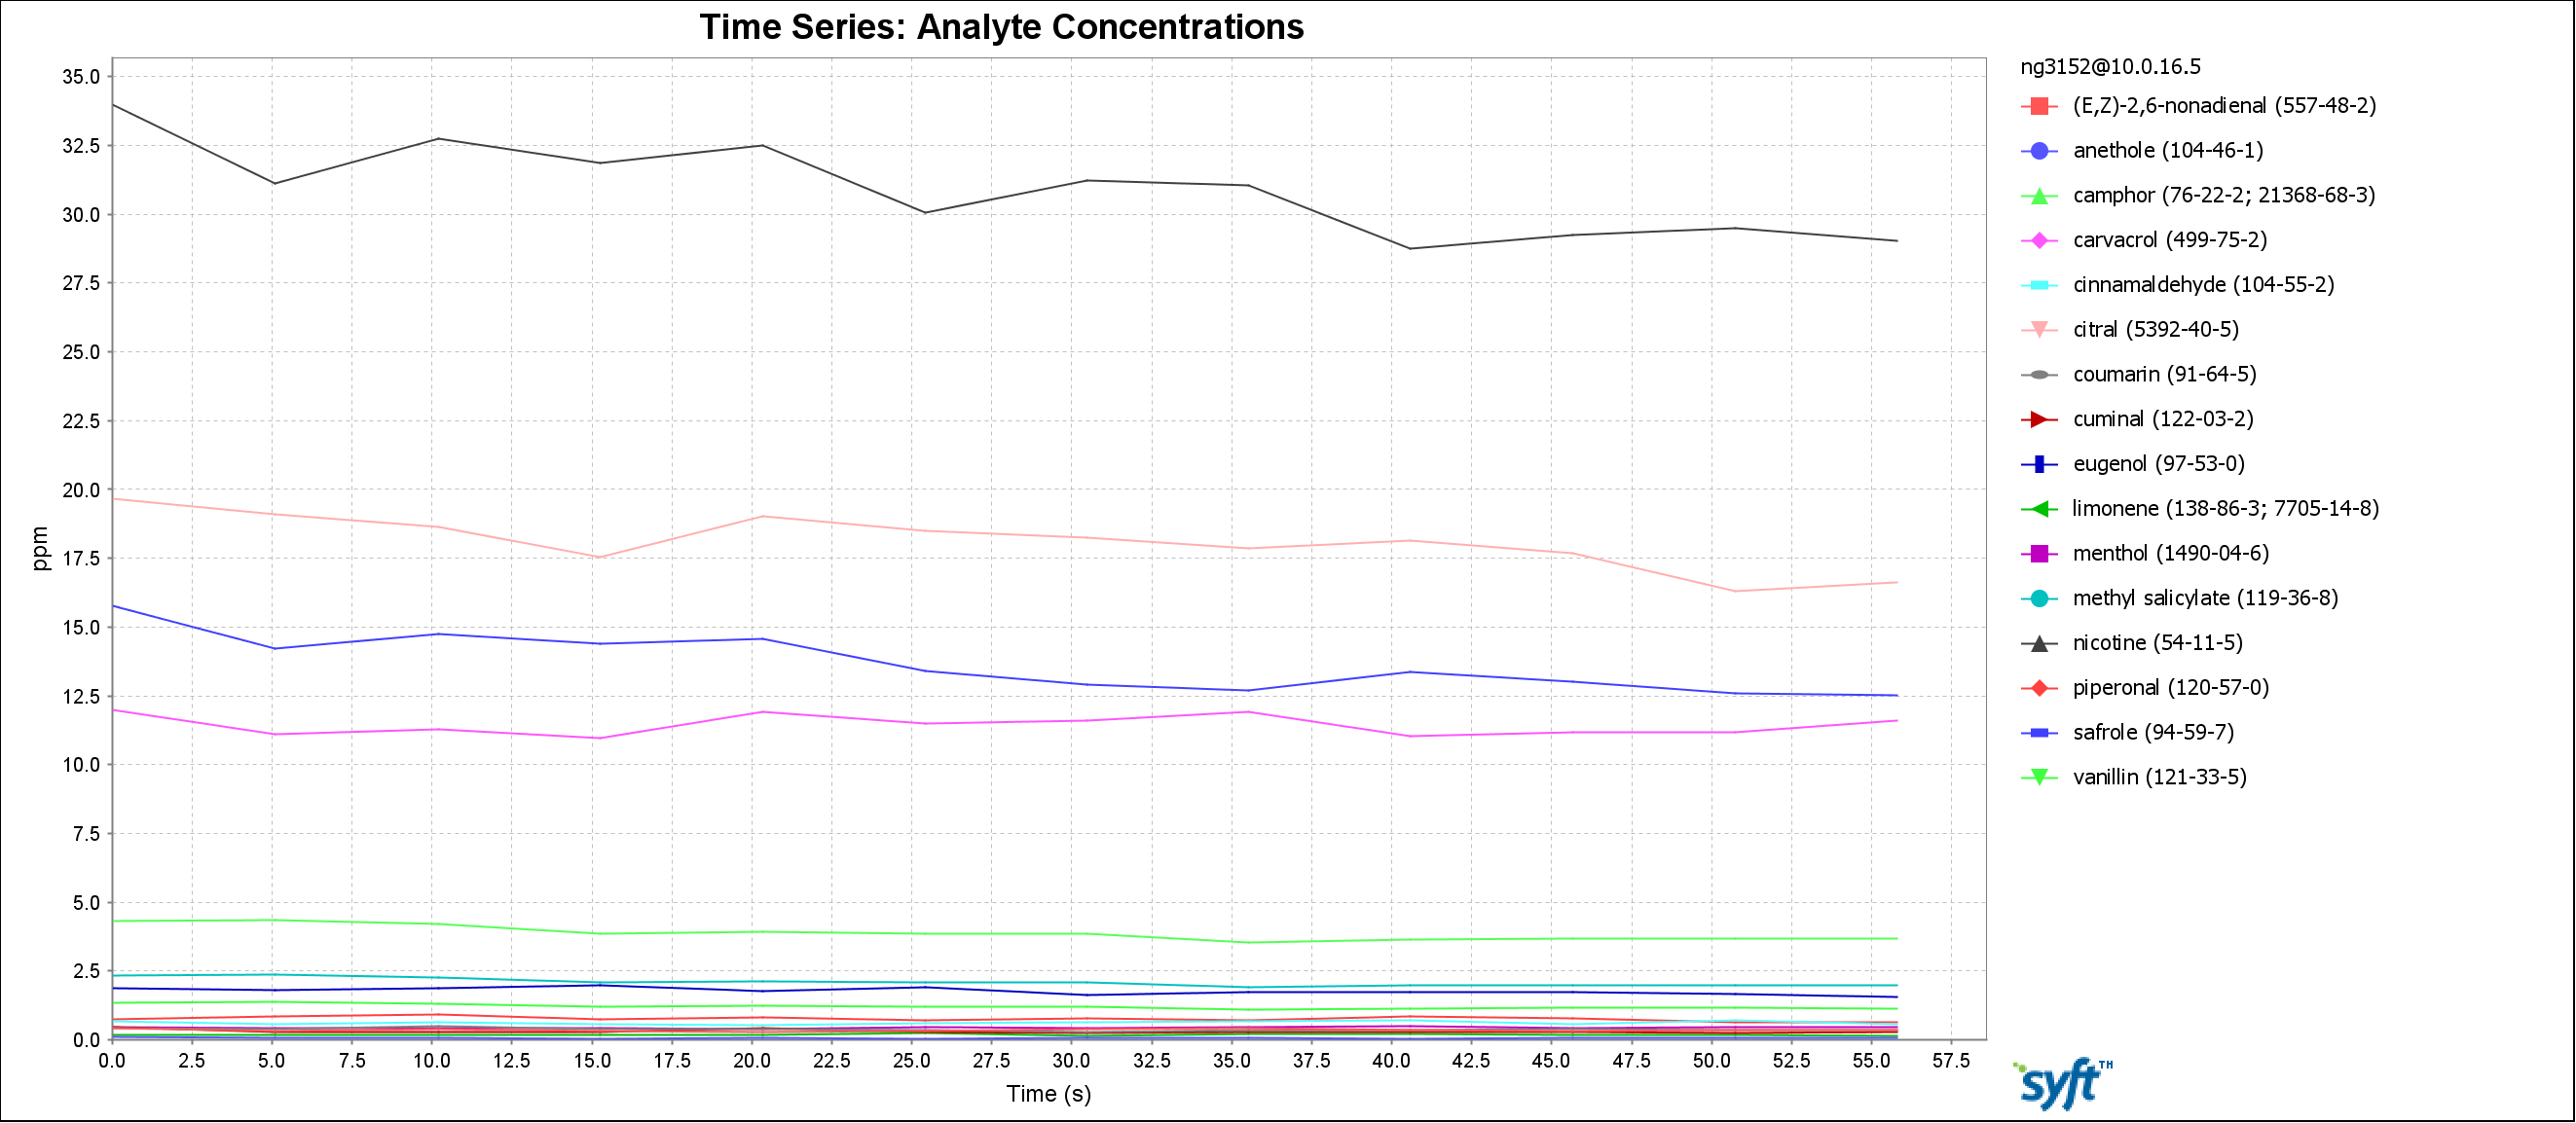 Time Series: Analyte Concentrations
ng3152@10.0.16.5
(E,Z)-2,6-nonadienal (557-48-2)
anethole (104-46-1)
camphor (76-22-2; 21368-68-3)
carvacrol (499-75-2)
cinnamaldehyde (104-55-2)
citral (5392-40-5)
coumarin (91-64-5)
cuminal (122-03-2)
eugenol (97-53-0)
limonene (138-86-3; 7705-14-8)
menthol (1490-04-6)
methyl salicylate (119-36-8)
nicotine (54-11-5)
piperonal (120-57-0)
safrole (94-59-7)
vanillin (121-33-5)
35.0
32.5
30.0
27.5
25.0
22.5
20.0
17.5
15.0
12.5
10.0
7.5
5.0
2.5
0.0
ppm
0.0 2.5 5.0 7.5 10.0 12.5 15.0 17.5 20.0 22.5 25.0 27.5 30.0 32.5 35.0 37.5 40.0 42.5 45.0 47.5 50.0 52.5 55.0 57.5
Time (s)
syft™